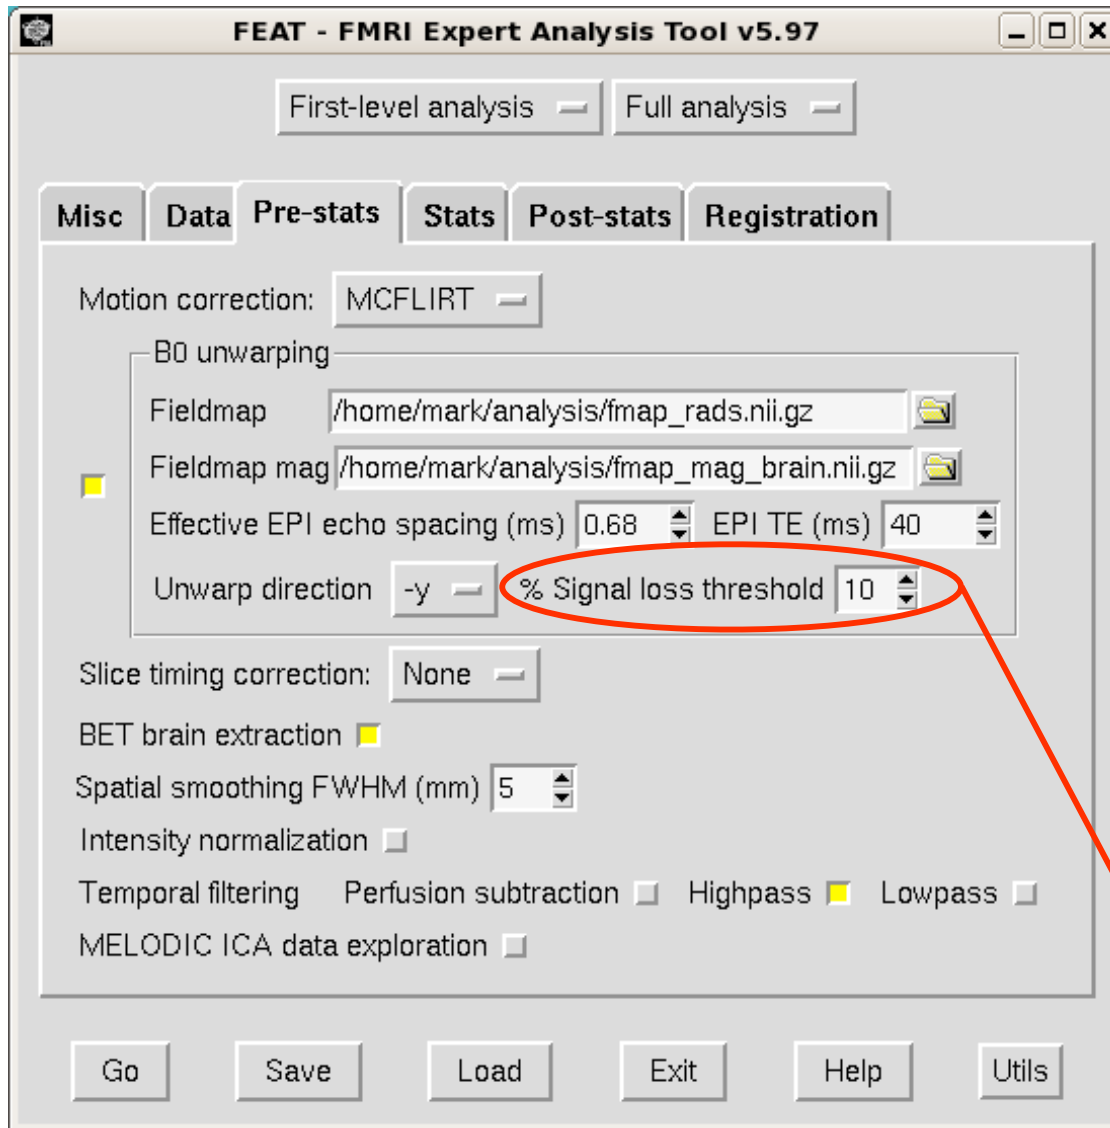 FEAT - FMRI Expert Analysis Tool v5.97
First-level analysis Full analysis
Misc Data Pre-stats Stats Post-stats Registration
Motion correction: MCFLIRT
B0 unwarping
Fieldmap /home/mark/analysis/fmap_rads.nii.gz
Fieldmap mag /home/mark/analysis/fmap_mag_brain.nii.gz
Effective EPI echo spacing (ms) 0.68 EPI TE (ms) 40
Unwarp direction -y % Signal loss threshold 10
Slice timing correction: None
BET brain extraction
Spatial smoothing FWHM (mm) 5
Intensity normalization
Temporal filtering Perfusion subtraction Highpass Lowpass
MELODIC ICA data exploration
Go Save Load Exit Help Utils